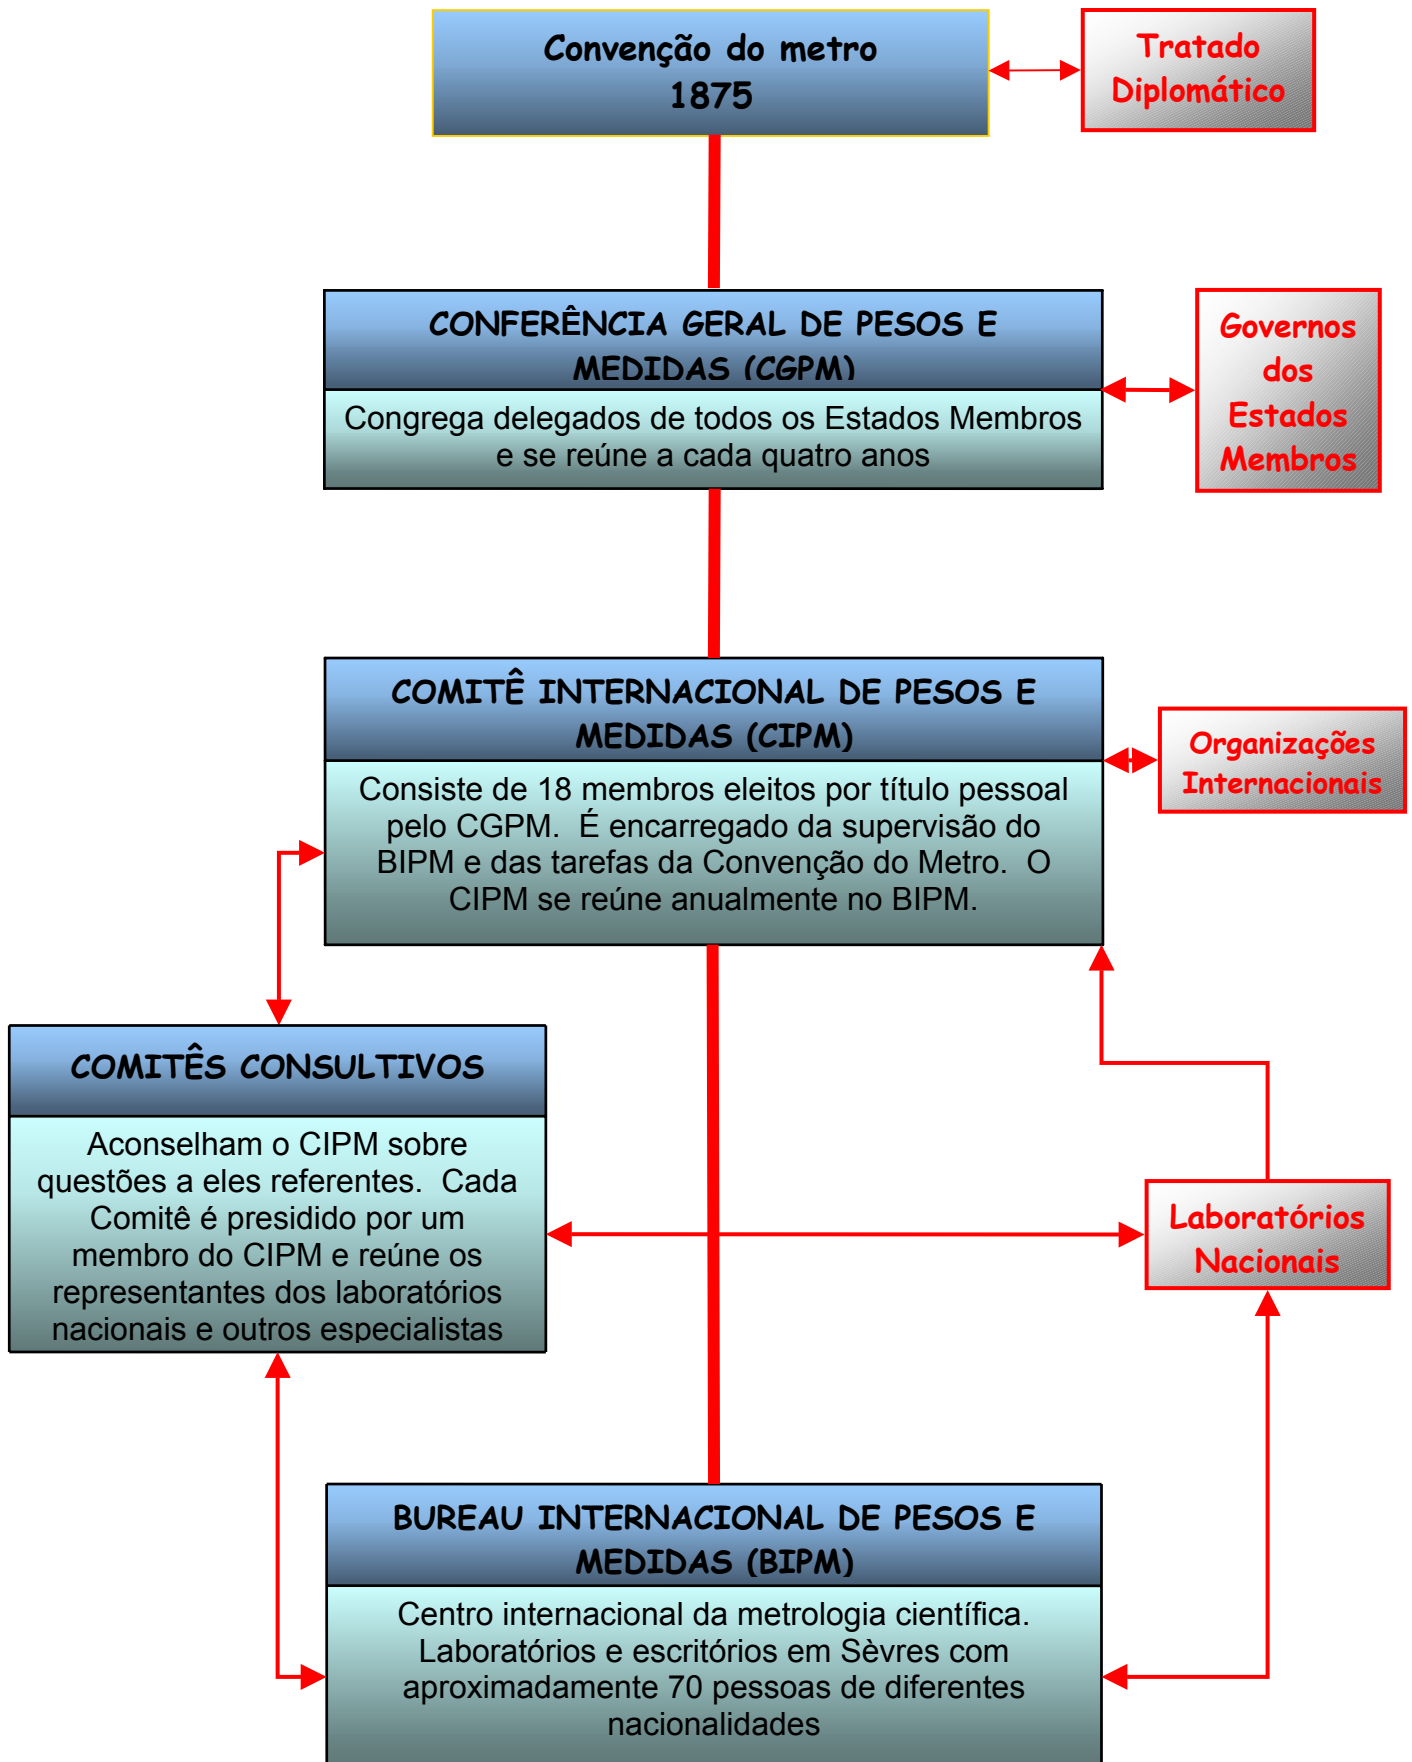 Convenção do metro
1875
Tratado
Diplomático
CONFERÊNCIA GERAL DE PESOS E
MEDIDAS (CGPM)
Congrega delegados de todos os Estados Membros
e se reúne a cada quatro anos
Governos
dos
Estados
Membros
COMITÊ INTERNACIONAL DE PESOS E
MEDIDAS (CIPM)
Consiste de 18 membros eleitos por título pessoal
pelo CGPM. É encarregado da supervisão do
BIPM e das tarefas da Convenção do Metro. O
CIPM se reúne anualmente no BIPM.
Organizações
Internacionais
COMITÊS CONSULTIVOS
Aconselham o CIPM sobre
questões a eles referentes. Cada
Comitê é presidido por um
membro do CIPM e reúne os
representantes dos laboratórios
nacionais e outros especialistas
Laboratórios
Nacionais
BUREAU INTERNACIONAL DE PESOS E
MEDIDAS (BIPM)
Centro internacional da metrologia científica.
Laboratórios e escritórios em Sèvres com
aproximadamente 70 pessoas de diferentes
nacionalidades